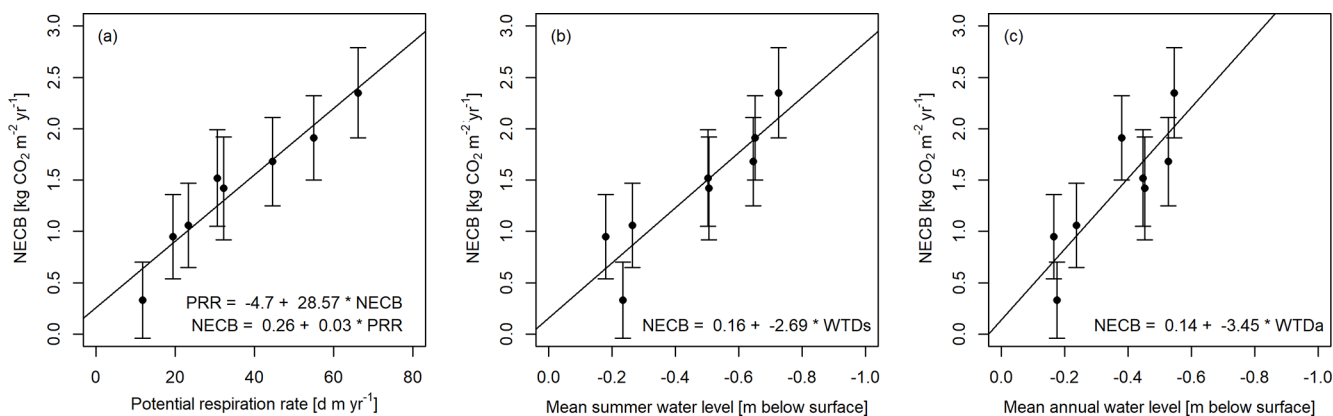 (a)
NECB [kg CO2 m-2 yr-1]
3.0
2.5
2.0
1.5
1.0
0.5
0.0
PRR = -4.7 + 28.57 * NECB
NECB = 0.26 + 0.03 * PRR
0 20 40 60 80
Potential respiration rate [d m yr-1]
(b)
NECB [kg CO2 m-2 yr-1]
3.0
2.5
2.0
1.5
1.0
0.5
0.0
NECB = 0.16 + -2.69 * WTDs
0.0 -0.2 -0.4 -0.6 -0.8 -1.0
Mean summer water level [m below surface]
(c)
NECB [kg CO2 m-2 yr-1]
3.0
2.5
2.0
1.5
1.0
0.5
0.0
NECB = 0.14 + -3.45 * WTDa
0.0 -0.2 -0.4 -0.6 -0.8 -1.0
Mean annual water level [m below surface]